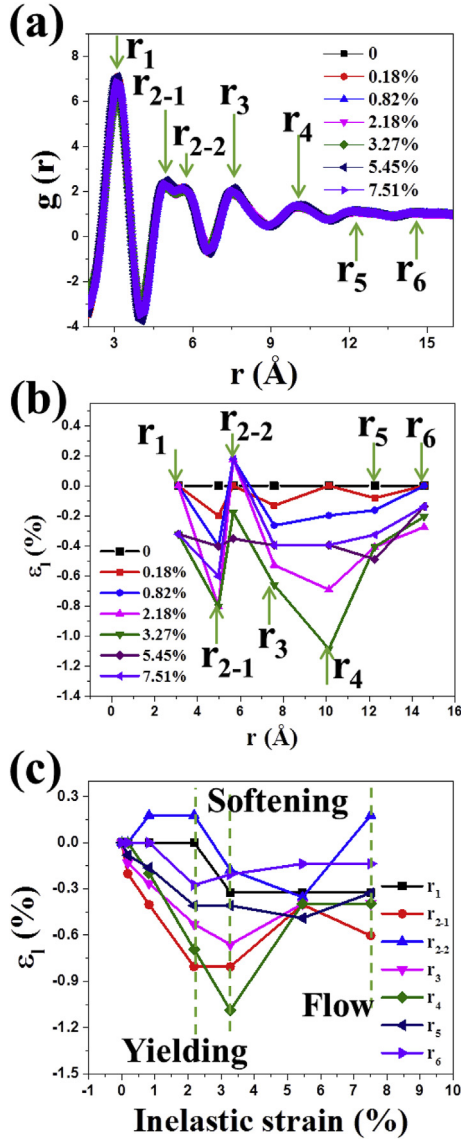 (a)
r1
r2-1
r2-2
r3
r4
r5
r6
0
0.18%
0.82%
2.18%
3.27%
5.45%
7.51%
8
6
4
2
0
-2
-4
g (r)
3 6 9 12 15
r (Å)
(b)
r1
r2-2
r5
r6
0.4
0.2
0.0
-0.2
-0.4
-0.6
-0.8
-1.0
-1.2
-1.4
εl (%)
0
0.18%
0.82%
2.18%
3.27%
5.45%
7.51%
r2-1
r3
r4
0 2 4 6 8 10 12 14 16
r (Å)
(c)
Softening
0.3
0.0
-0.3
-0.6
-0.9
-1.2
-1.5
εl (%)
r1
r2-1
r2-2
r3
r4
r5
r6
Flow
Yielding
-1 0 1 2 3 4 5 6 7 8 9 10
Inelastic strain (%)